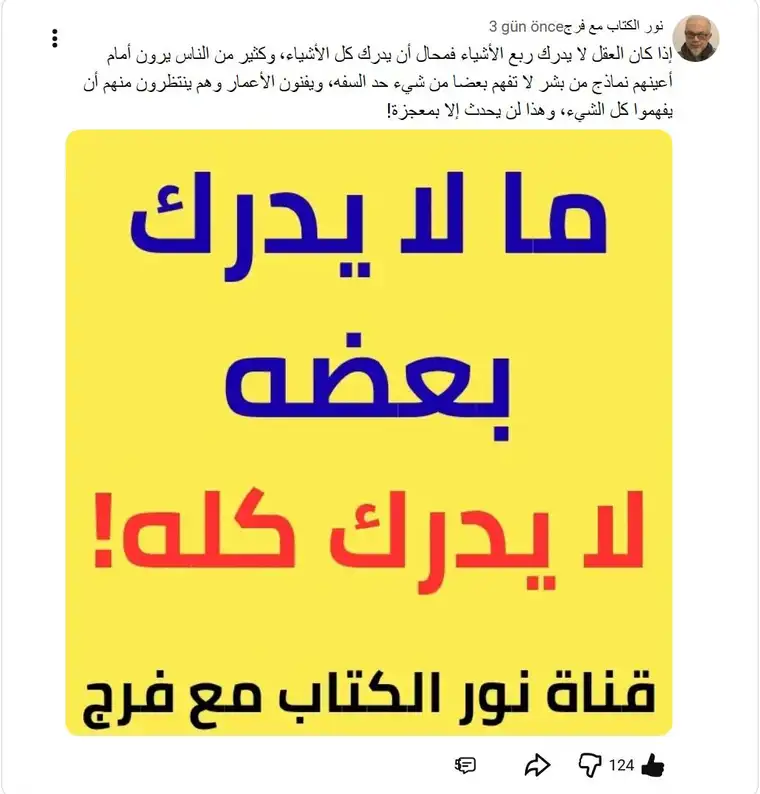 نور الكتاب مع فرج3 gün önce
إذا كان العقل لا يدرك ربع الأشياء فمحال أن يدرك كل الأشياء، وكثير من الناس يرون أمام
أعينهم نماذج من بشر لا تفهم بعضا من شيء حد السفه، ويفنون الأعمار وهم ينتظرون منهم أن
يفهموا كل الشيء، وهذا لن يحدث إلا بمعجزة!
ما لا يدرك
بعضه
لا يدرك كله!
قناة نور الكتاب مع فرج
124